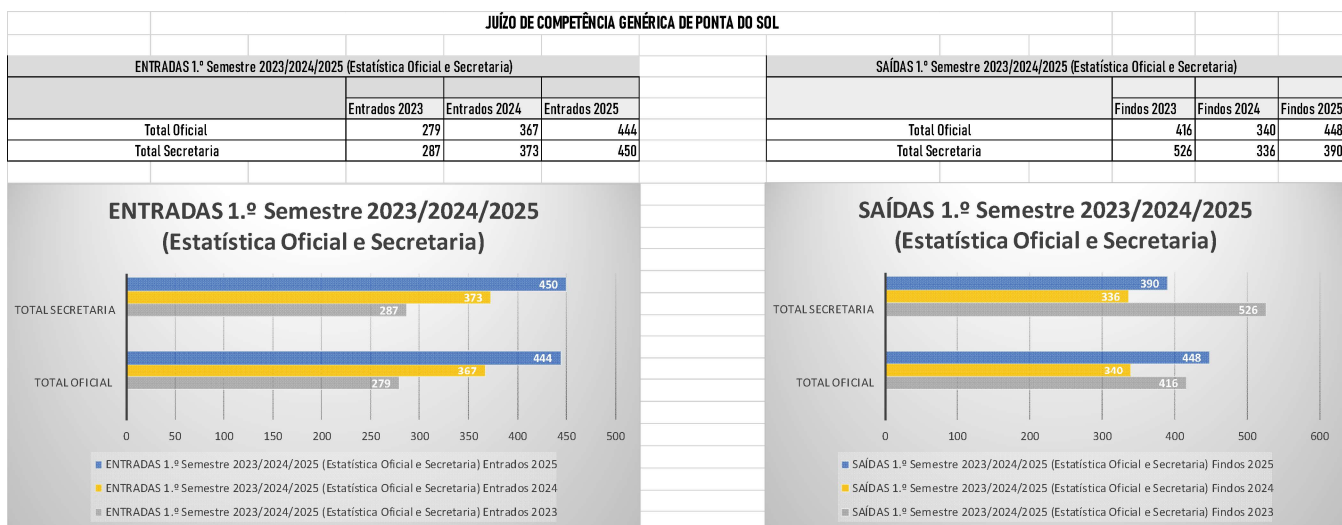 JUÍZO DE COMPETÊNCIA GENÉRICA DE PONTA DO SOL
ENTRADAS 1.º Semestre 2023/2024/2025 (Estatística Oficial e Secretaria)
Entrados 2023 Entrados 2024 Entrados 2025
Total Oficial 279 367 444
Total Secretaria 287 373 450
SAÍDAS 1.º Semestre 2023/2024/2025 (Estatística Oficial e Secretaria)
Findos 2023 Findos 2024 Findos 2025
Total Oficial 416 340 448
Total Secretaria 526 336 390
ENTRADAS 1.º Semestre 2023/2024/2025
(Estatística Oficial e Secretaria)
450
373
TOTAL SECRETARIA 287
444
367
TOTAL OFICIAL 279
0 50 100 150 200 250 300 350 400 450 500
ENTRADAS 1.º Semestre 2023/2024/2025 (Estatística Oficial e Secretaria) Entrados 2025
ENTRADAS 1.º Semestre 2023/2024/2025 (Estatística Oficial e Secretaria) Entrados 2024
ENTRADAS 1.º Semestre 2023/2024/2025 (Estatística Oficial e Secretaria) Entrados 2023
SAÍDAS 1.º Semestre 2023/2024/2025
(Estatística Oficial e Secretaria)
390
336
TOTAL SECRETARIA 526
448
340
TOTAL OFICIAL 416
0 100 200 300 400 500 600
SAÍDAS 1.º Semestre 2023/2024/2025 (Estatística Oficial e Secretaria) Findos 2025
SAÍDAS 1.º Semestre 2023/2024/2025 (Estatística Oficial e Secretaria) Findos 2024
SAÍDAS 1.º Semestre 2023/2024/2025 (Estatística Oficial e Secretaria) Findos 2023